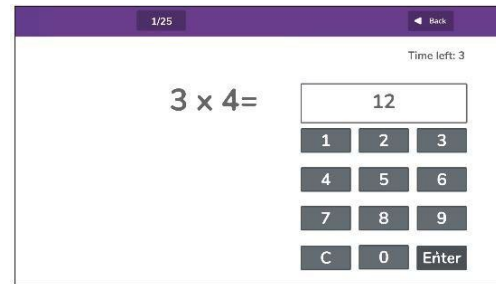 1/25
Back
Time left: 3
3 x 4= 12
1 2 3
4 5 6
7 8 9
C 0 Enter